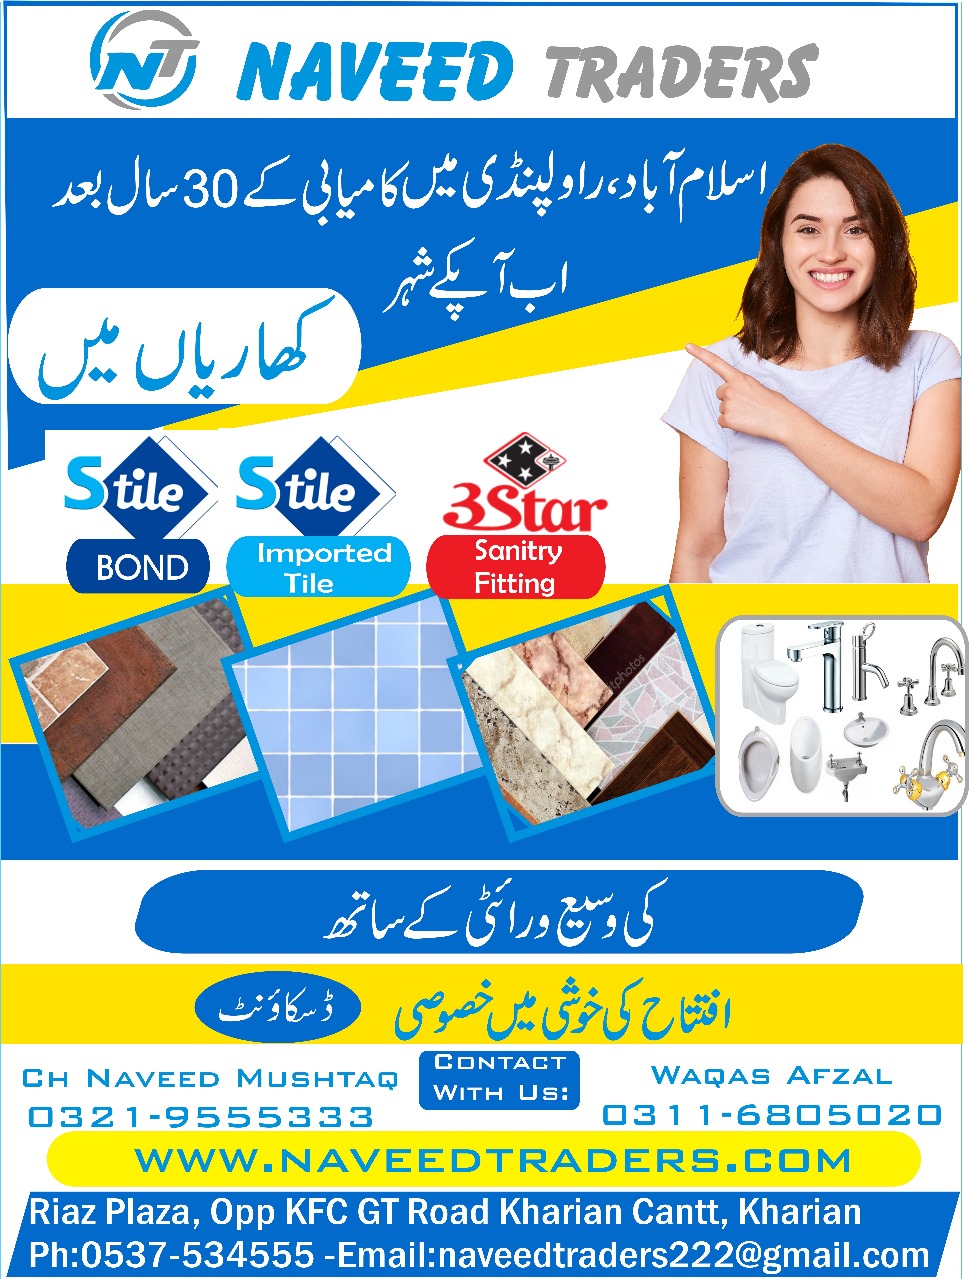 NT
NAVEED TRADERS
اسلام آباد، راولپنڈی میں کامیابی کے 30 سال بعد
اب آپکے شہر
کھاریاں میں
Stile
BOND
Stile
Imported
Tile
3Star
Sanitry
Fitting
کی وسیع ورائٹی کے ساتھ
افتتاح کی خوشی میں خصوصی ڈسکاؤنٹ
CH NAVEED MUSHTAQ
0321-9555333
CONTACT
WITH US:
WAQAS AFZAL
0311-6805020
WWW.NAVEEDTRADERS.COM
Riaz Plaza, Opp KFC GT Road Kharian Cantt, Kharian
Ph:0537-534555 -Email:naveedtraders222@gmail.com